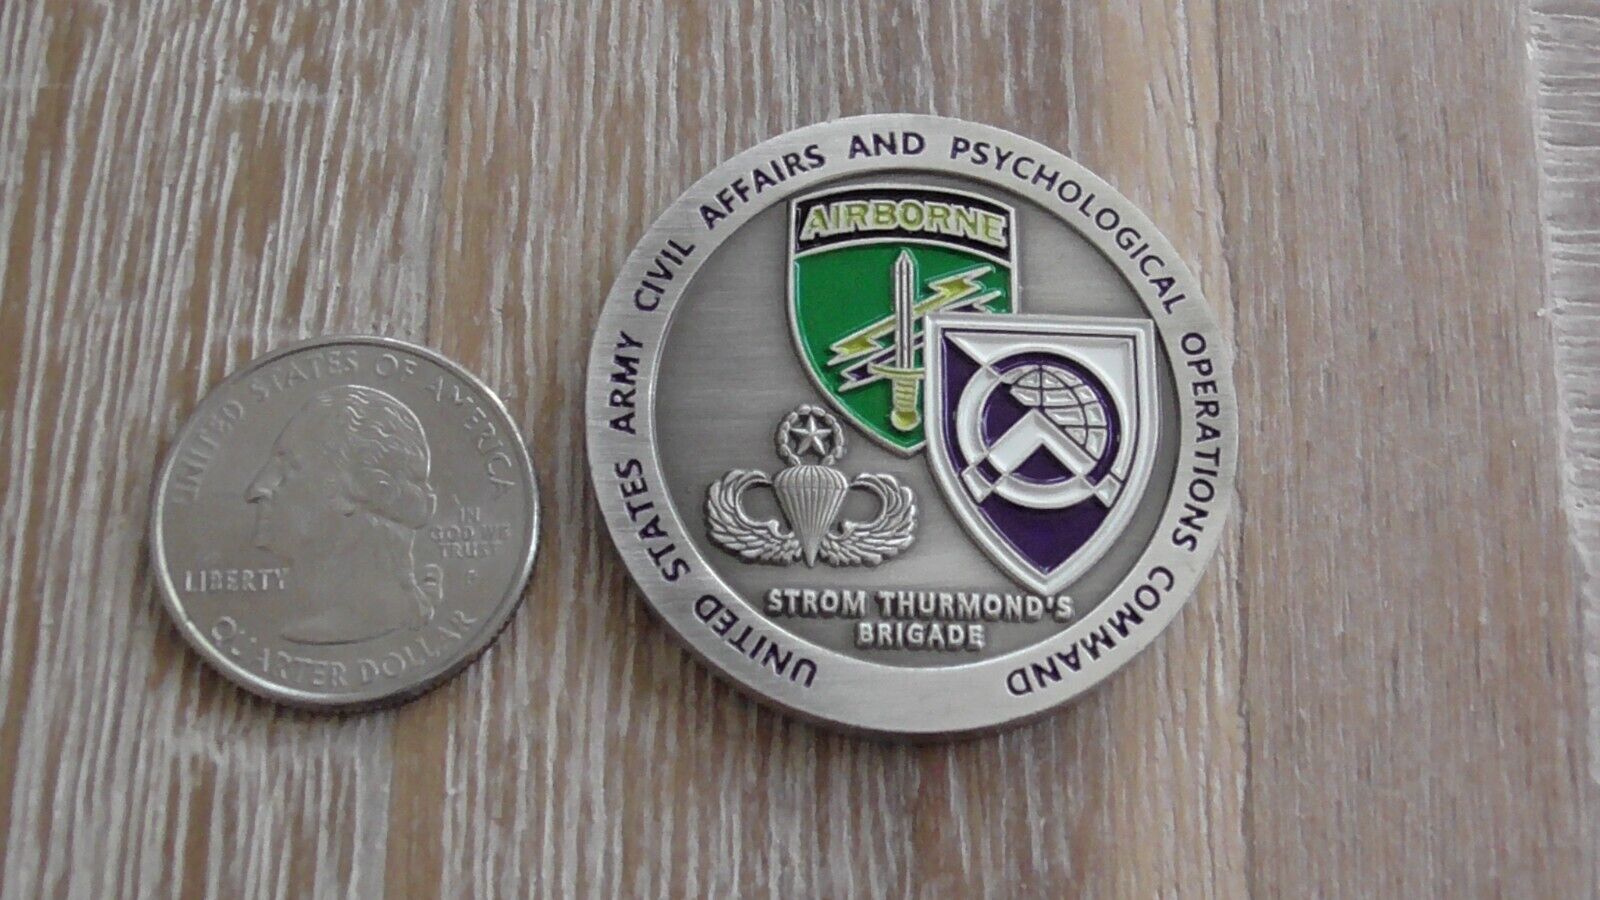 UNITED STATES OF AMERICA
LIBERTY
IN
GOD WE
TRUST
P
QUARTER DOLLAR
UNITED STATES ARMY CIVIL AFFAIRS AND PSYCHOLOGICAL OPERATIONS COMMAND
AIRBORNE
STROM THURMOND'S
BRIGADE